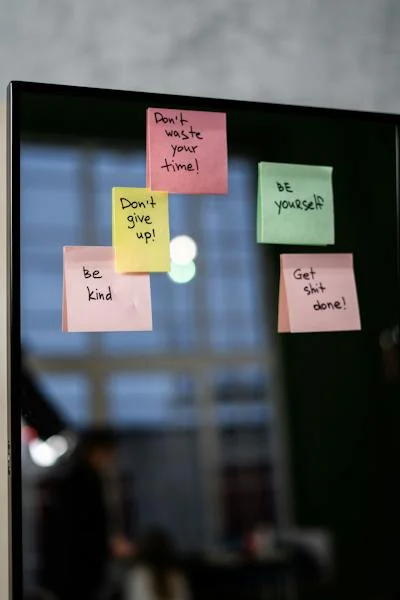 Don't
waste
your
time!
Don't
give
up!
Be
kind
BE
yourself
Get
shit
done!